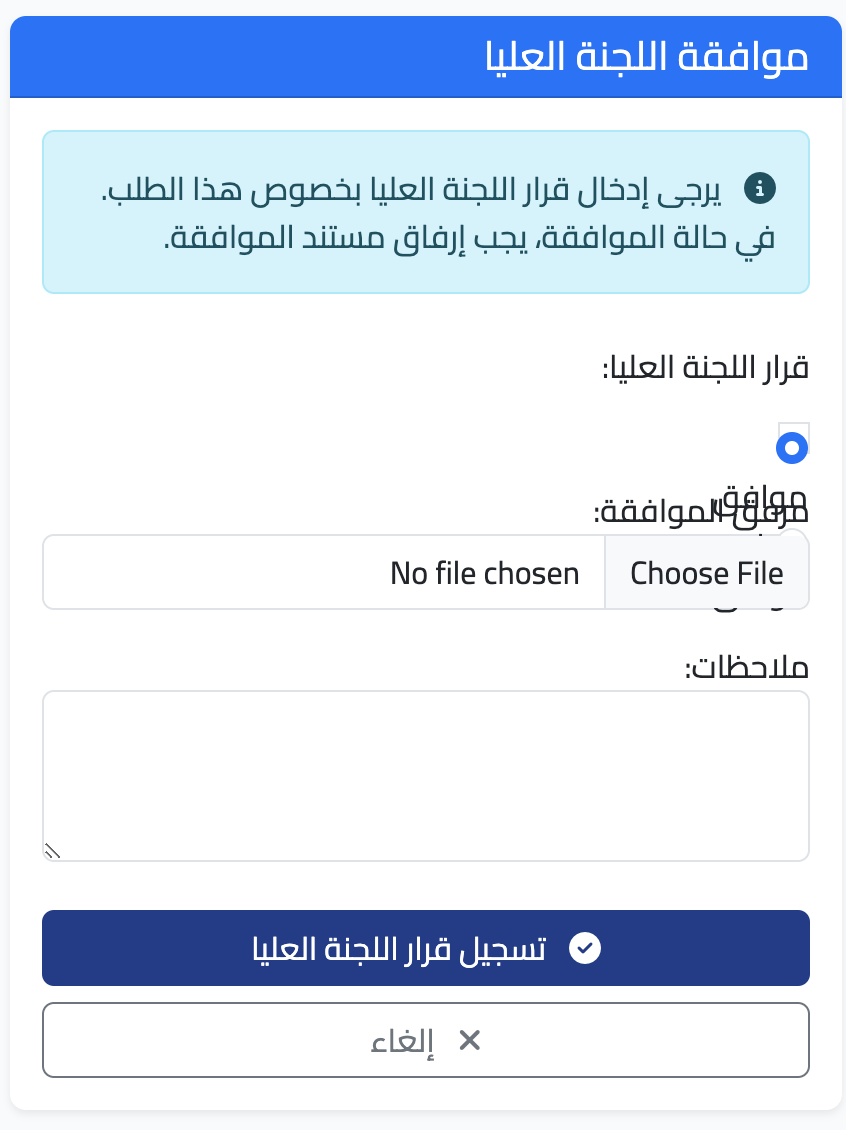 موافقة اللجنة العليا
يرجى إدخال قرار اللجنة العليا بخصوص هذا الطلب.
في حالة الموافقة، يجب إرفاق مستند الموافقة.
قرار اللجنة العليا:
موافق
مرفق الموافقة:
Choose File No file chosen
ملاحظات:
تسجيل قرار اللجنة العليا
إلغاء